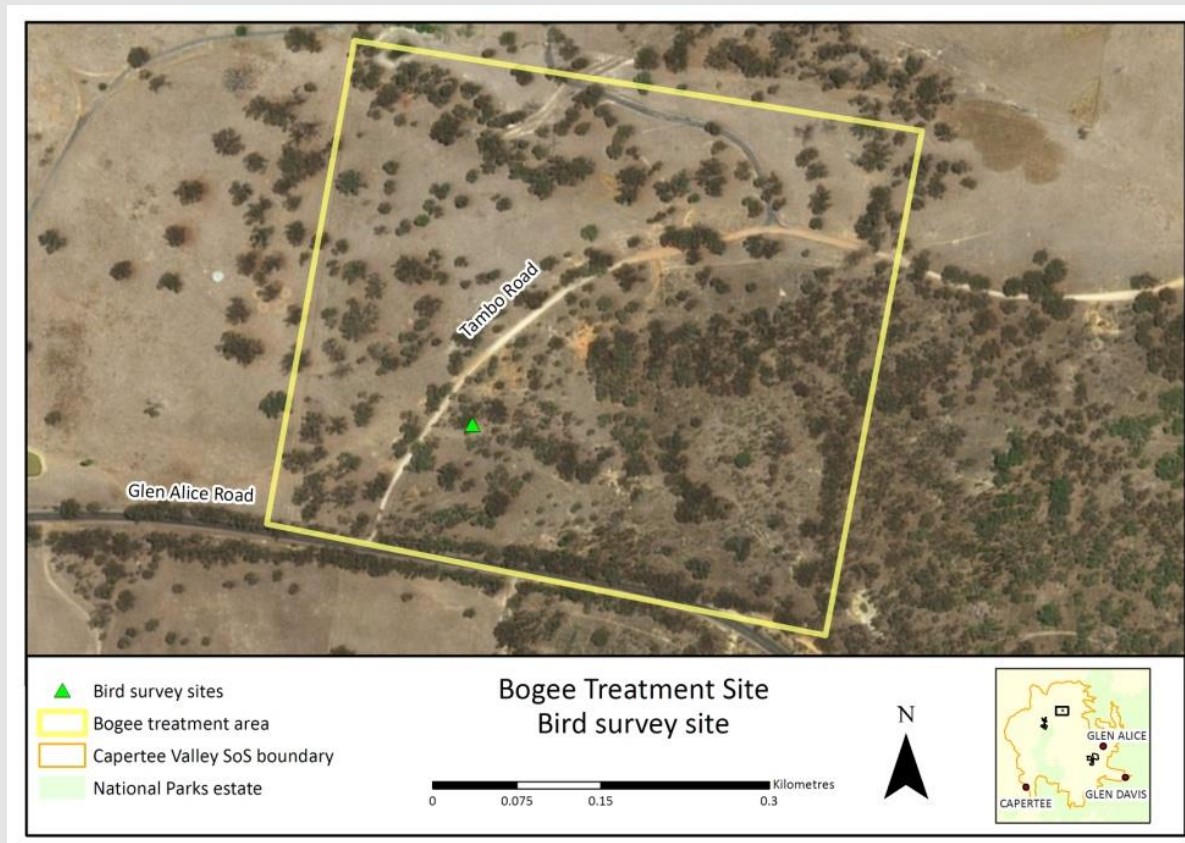 Tambo Road
Glen Alice Road
Bird survey sites
Bogee treatment area
Capertee Valley SoS boundary
National Parks estate
Bogee Treatment Site
Bird survey site
Kilometres
0 0.075 0.15 0.3
N
GLEN ALICE
GLEN DAVIS
CAPERTEE